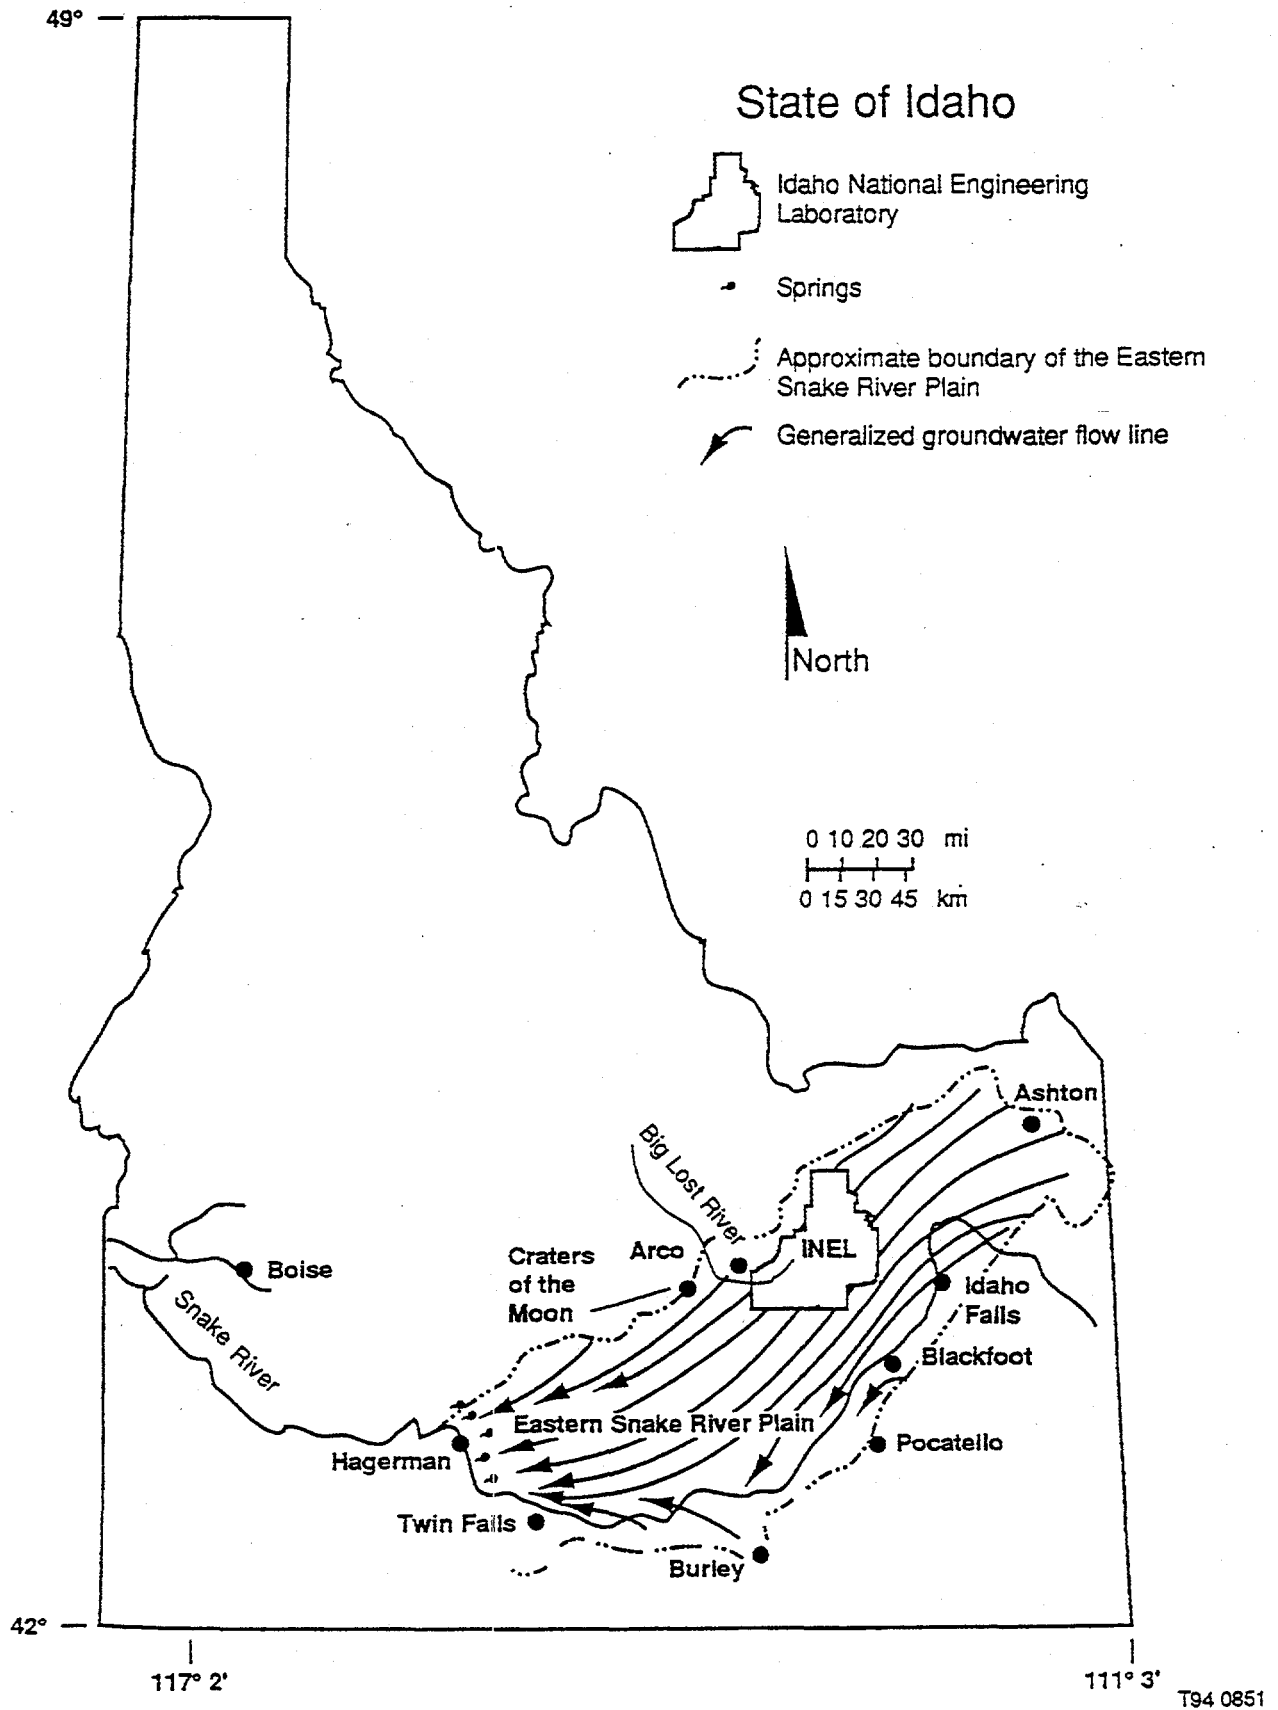 49°
State of Idaho
Idaho National Engineering
Laboratory
Springs
Approximate boundary of the Eastern
Snake River Plain
Generalized groundwater flow line
North
0 10 20 30 mi
0 15 30 45 km
Ashton
Big Lost River
Arco
INEL
Craters
of the
Moon
Boise
Idaho
Falls
Snake River
Blackfoot
Eastern Snake River Plain
Pocatello
Hagerman
Twin Falls
Burley
42°
117° 2'
111° 3'
T94 0851